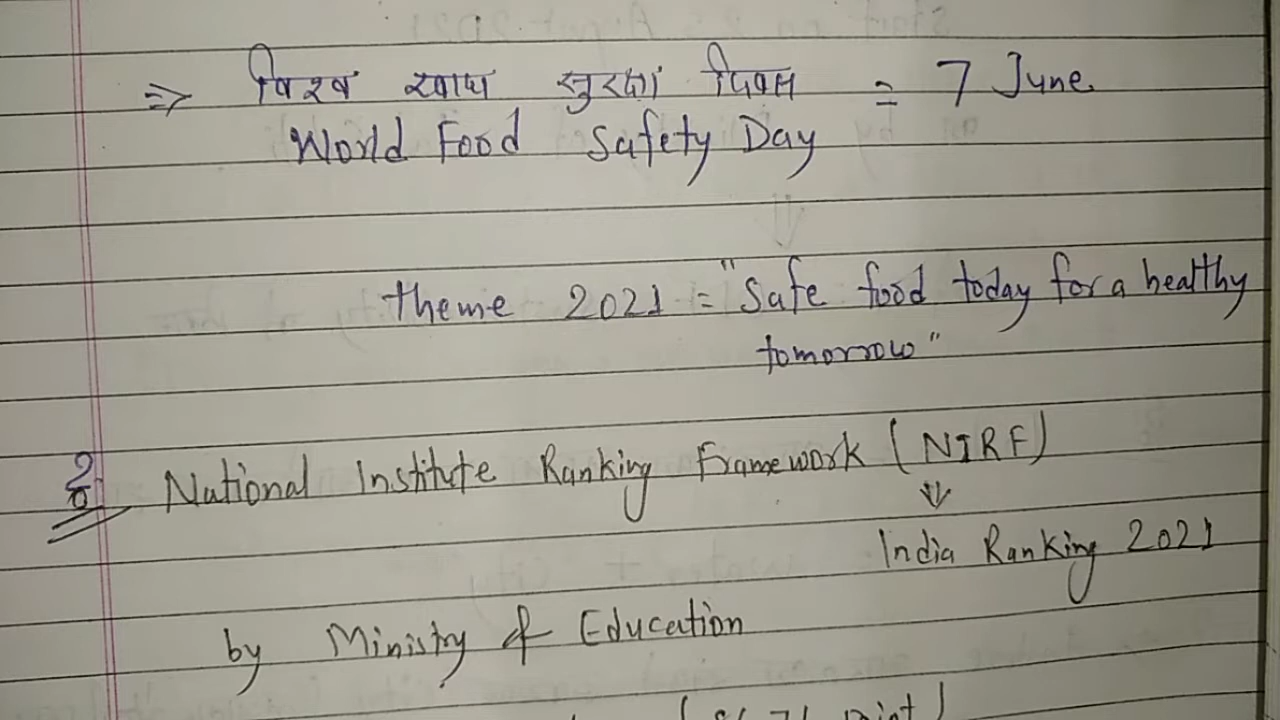 ⇒ विश्व खाद्य सुरक्षा दिवस = 7 June.
World Food Safety Day
theme 2021 = "Safe food today for a healthy
tomorrow"
National Institute Ranking Framework (NIRF)
⇓
India Ranking 2021
by Ministry of Education